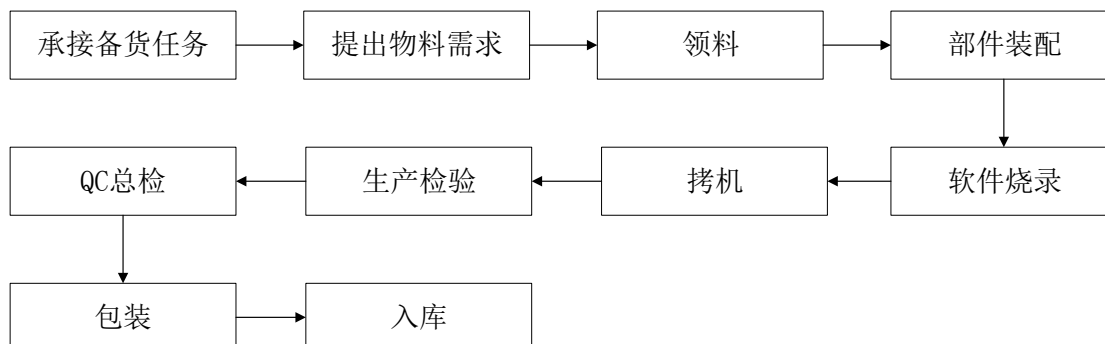 承接备货任务
提出物料需求
领料
部件装配
软件烧录
拷机
生产检验
QC总检
包装
入库